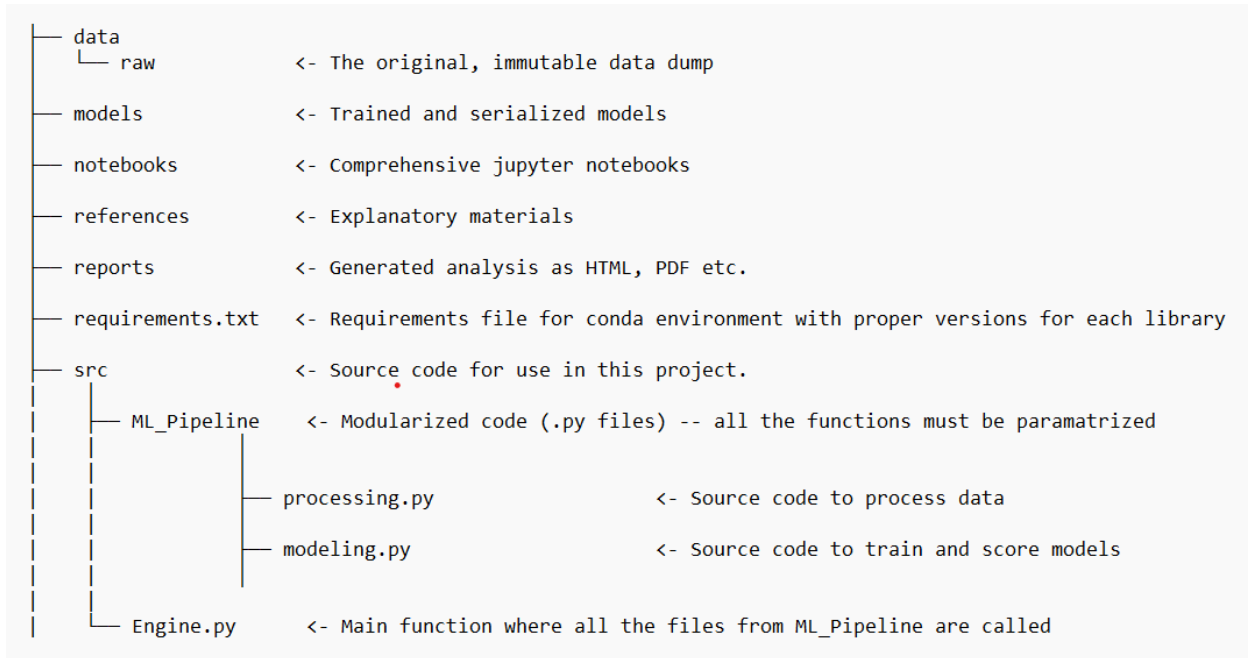 data
raw <- The original, immutable data dump
models <- Trained and serialized models
notebooks <- Comprehensive jupyter notebooks
references <- Explanatory materials
reports <- Generated analysis as HTML, PDF etc.
requirements.txt <- Requirements file for conda environment with proper versions for each library
src <- Source code for use in this project.
ML_Pipeline <- Modularized code (.py files) -- all the functions must be paramatrized
processing.py <- Source code to process data
modeling.py <- Source code to train and score models
Engine.py <- Main function where all the files from ML_Pipeline are called